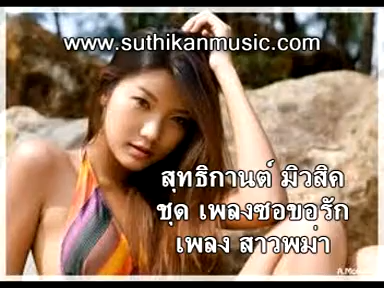 www.suthikanmusic.com
สุทธิกานต์ มิวสิค
ชุด เพลงซอขอรัก
เพลง สาวพม่า